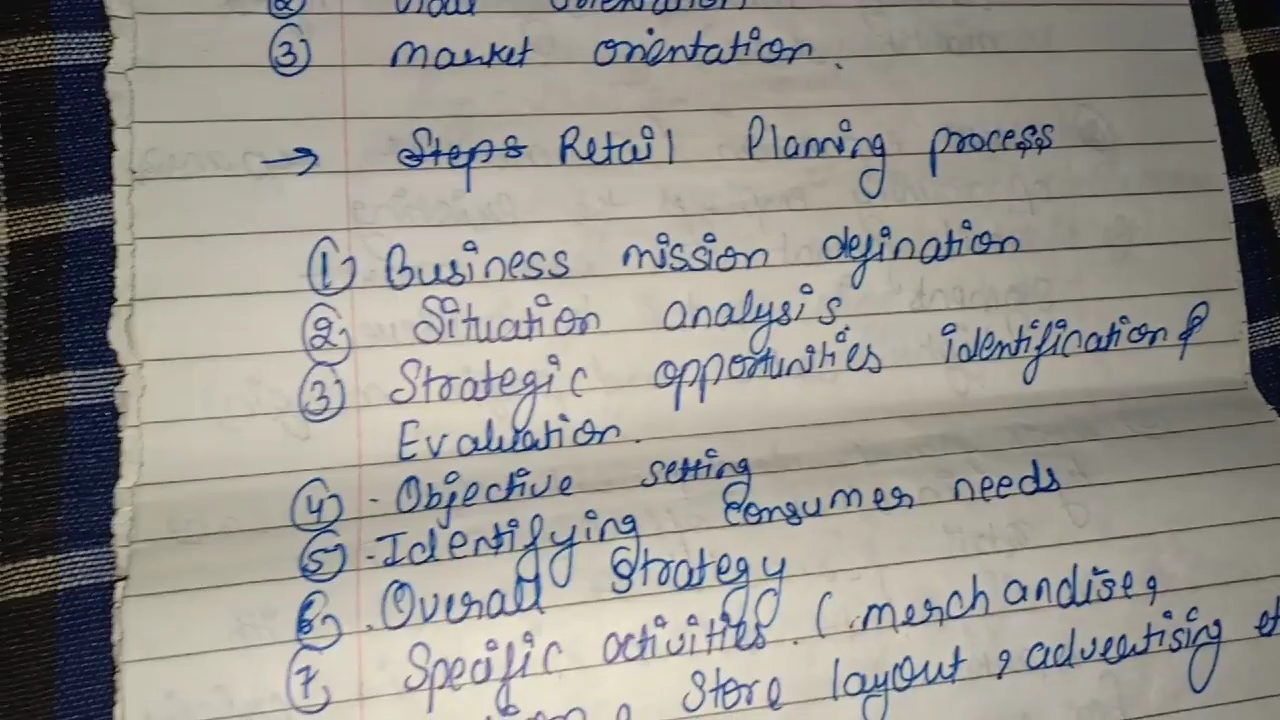 ③ market orientation.
→ Steps Retail Planning process
① Business mission defination
② Situation analysis.
③ Strategic opportunities identification &
Evaluation.
④ . Objective setting
⑤ . Identifying Consumer needs
⑥ . Overall Strategy
⑦ Specific activities. (merchandise,
Store layout, advertising et